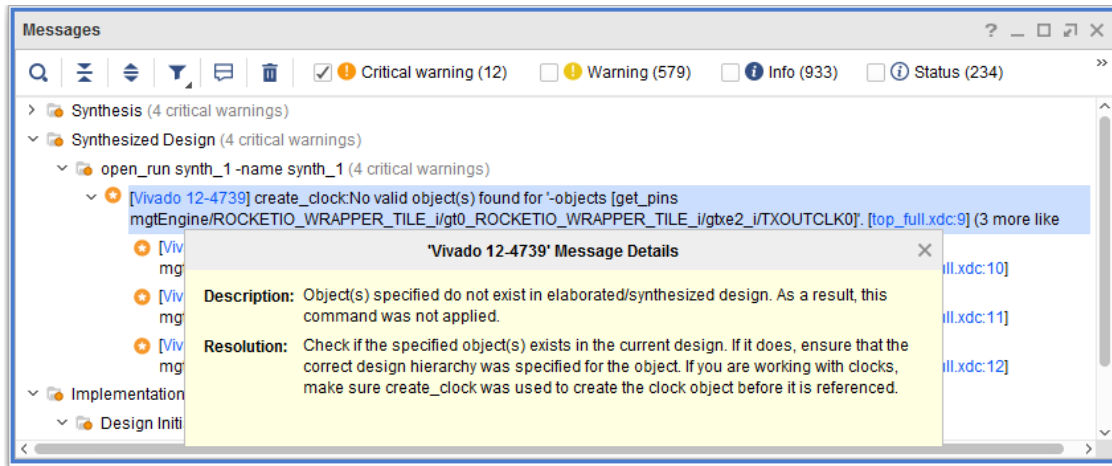 Messages
Critical warning (12) Warning (579) Info (933) Status (234)
Synthesis (4 critical warnings)
Synthesized Design (4 critical warnings)
open_run synth_1 -name synth_1 (4 critical warnings)
[Vivado 12-4739] create_clock:No valid object(s) found for '-objects [get_pins
mgtEngine/ROCKETIO_WRAPPER_TILE_i/gt0_ROCKETIO_WRAPPER_TILE_i/gtxe2_i/TXOUTCLK0]'. [top_full.xdc:9] (3 more like
'Vivado 12-4739' Message Details
Description: Object(s) specified do not exist in elaborated/synthesized design. As a result, this
command was not applied.
Resolution: Check if the specified object(s) exists in the current design. If it does, ensure that the
correct design hierarchy was specified for the object. If you are working with clocks,
make sure create_clock was used to create the clock object before it is referenced.
[Viv
mgt ull.xdc:10]
[Viv
mgt ull.xdc:11]
[Viv
mgt ull.xdc:12]
Implementation
Design Initi